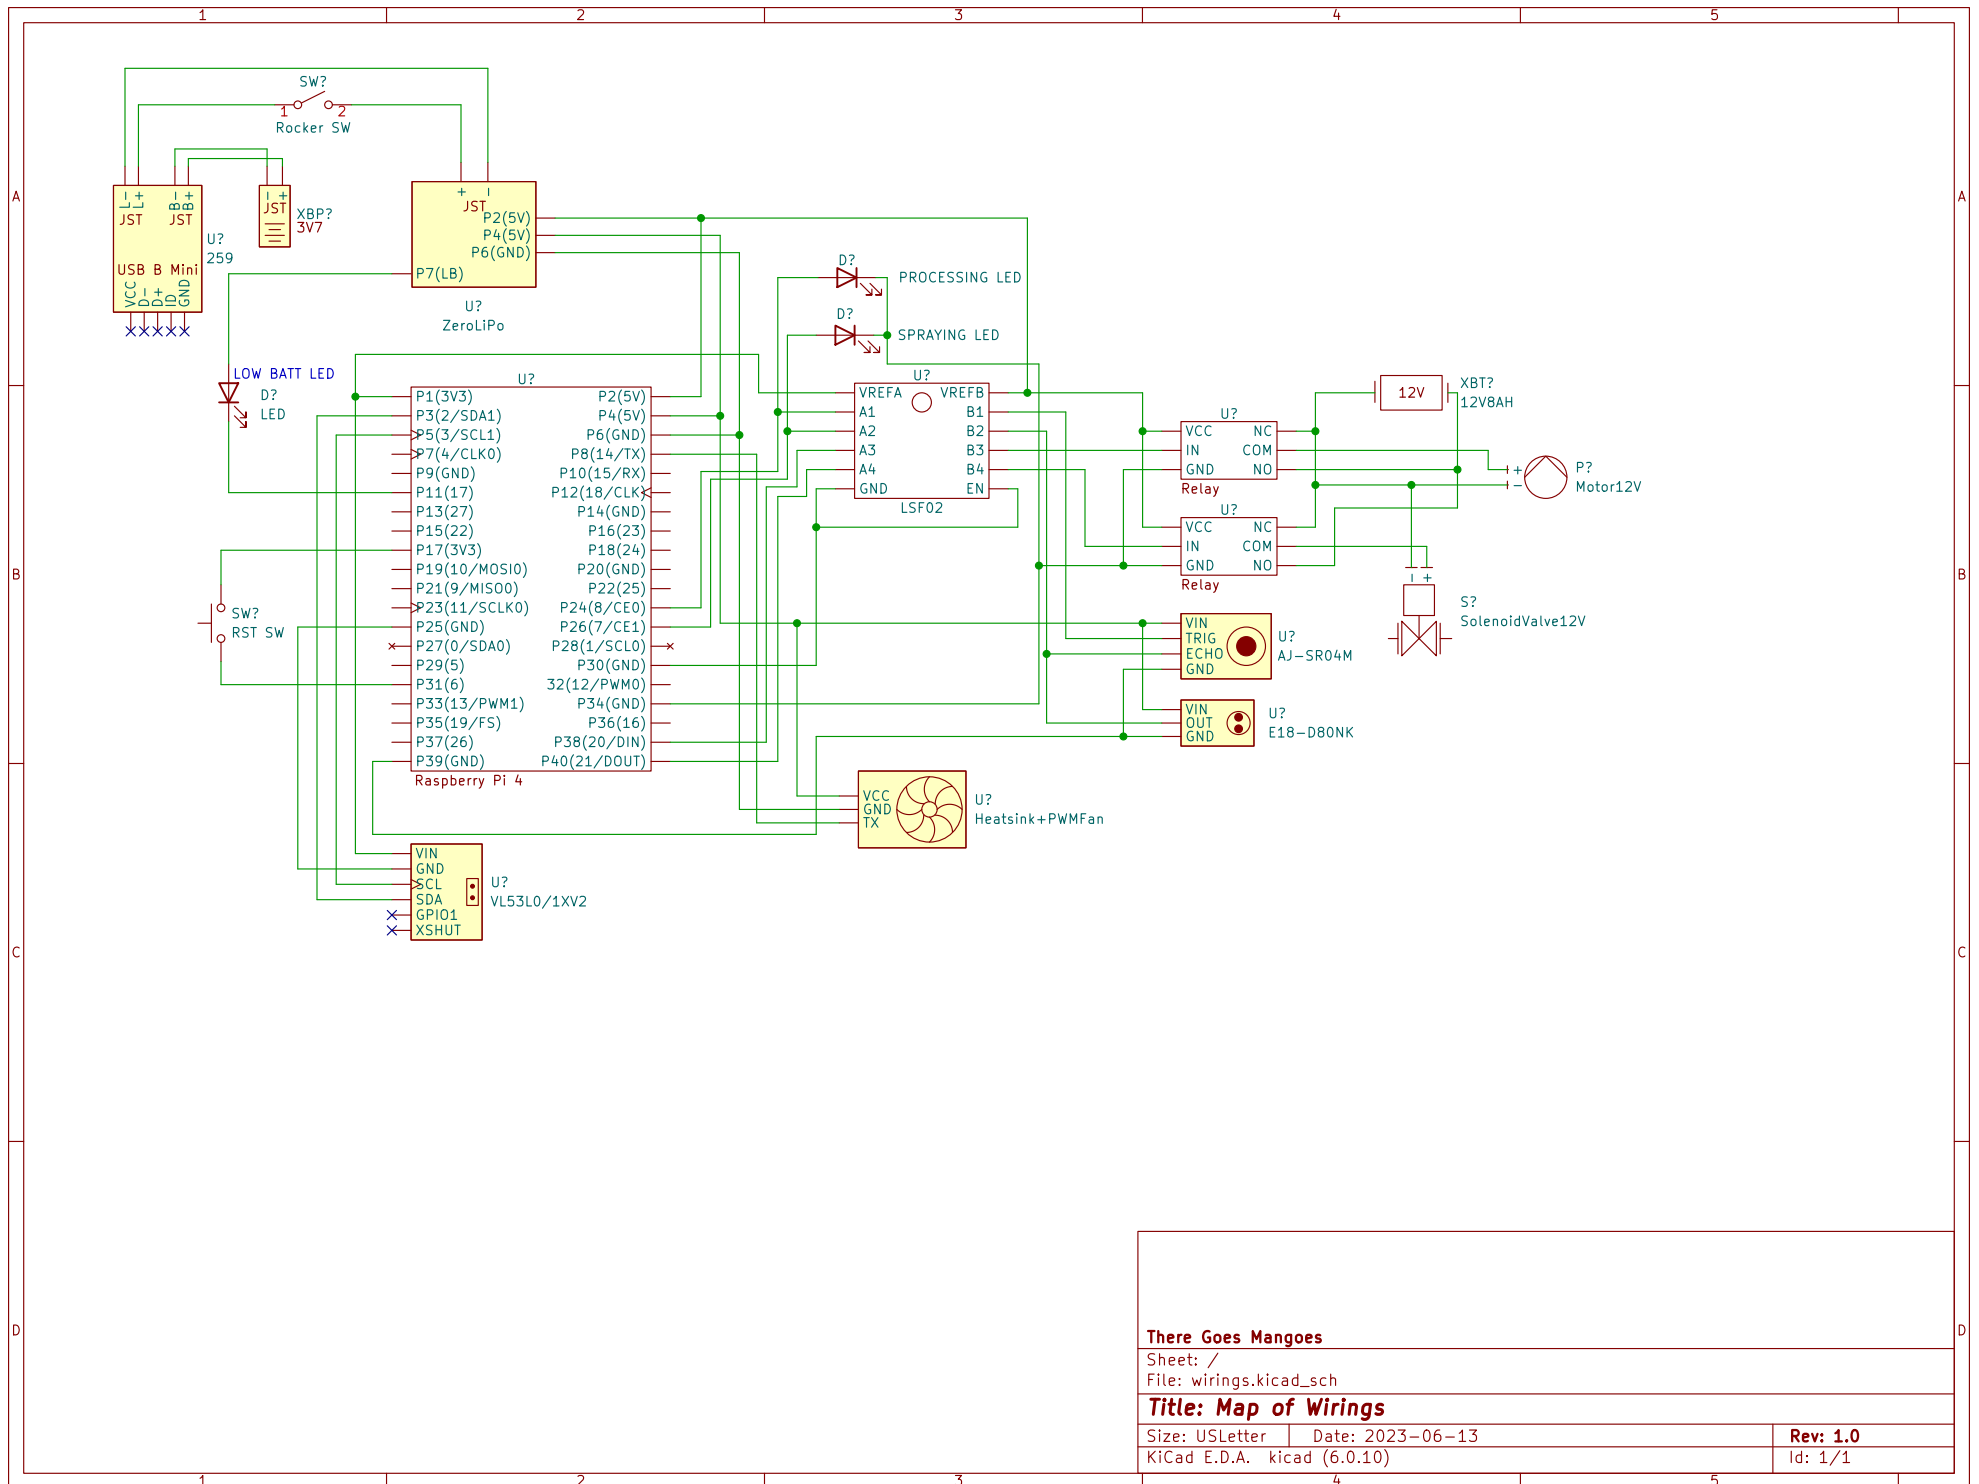 1 2 3 4 5
A
B
C
D
A
B
C
D
1 2 3 4 5
SW?
1 2
Rocker SW
L- L+ B- B+
JST JST
USB B Mini
VCC D- D+ ID GND
U?
259
- +
JST
XBP?
3V7
+ -
JST
P2(5V)
P4(5V)
P6(GND)
P7(LB)
U?
ZeroLiPo
LOW BATT LED
D?
LED
D?
PROCESSING LED
D?
SPRAYING LED
U?
P1(3V3) P2(5V)
P3(2/SDA1) P4(5V)
P5(3/SCL1) P6(GND)
P7(4/CLK0) P8(14/TX)
P9(GND) P10(15/RX)
P11(17) P12(18/CLK)
P13(27) P14(GND)
P15(22) P16(23)
P17(3V3) P18(24)
P19(10/MOSI0) P20(GND)
P21(9/MISO0) P22(25)
P23(11/SCLK0) P24(8/CE0)
P25(GND) P26(7/CE1)
P27(0/SDA0) P28(1/SCL0)
P29(5) P30(GND)
P31(6) 32(12/PWM0)
P33(13/PWM1) P34(GND)
P35(19/FS) P36(16)
P37(26) P38(20/DIN)
P39(GND) P40(21/DOUT)
Raspberry Pi 4
SW?
RST SW
U?
VREFA VREFB
A1 B1
A2 B2
A3 B3
A4 B4
GND EN
LSF02
U?
VCC NC
IN COM
GND NO
Relay
U?
VCC NC
IN COM
GND NO
Relay
12V
XBT?
12V8AH
+
-
P?
Motor12V
- +
S?
SolenoidValve12V
VIN
TRIG
ECHO
GND
U?
AJ-SR04M
VIN
OUT
GND
U?
E18-D80NK
VCC
GND
TX
U?
Heatsink+PWMFan
VIN
GND
SCL
SDA
GPIO1
XSHUT
U?
VL53L0/1XV2
There Goes Mangoes
Sheet: /
File: wirings.kicad_sch
Title: Map of Wirings
Size: USLetter Date: 2023-06-13 Rev: 1.0
KiCad E.D.A. kicad (6.0.10) Id: 1/1